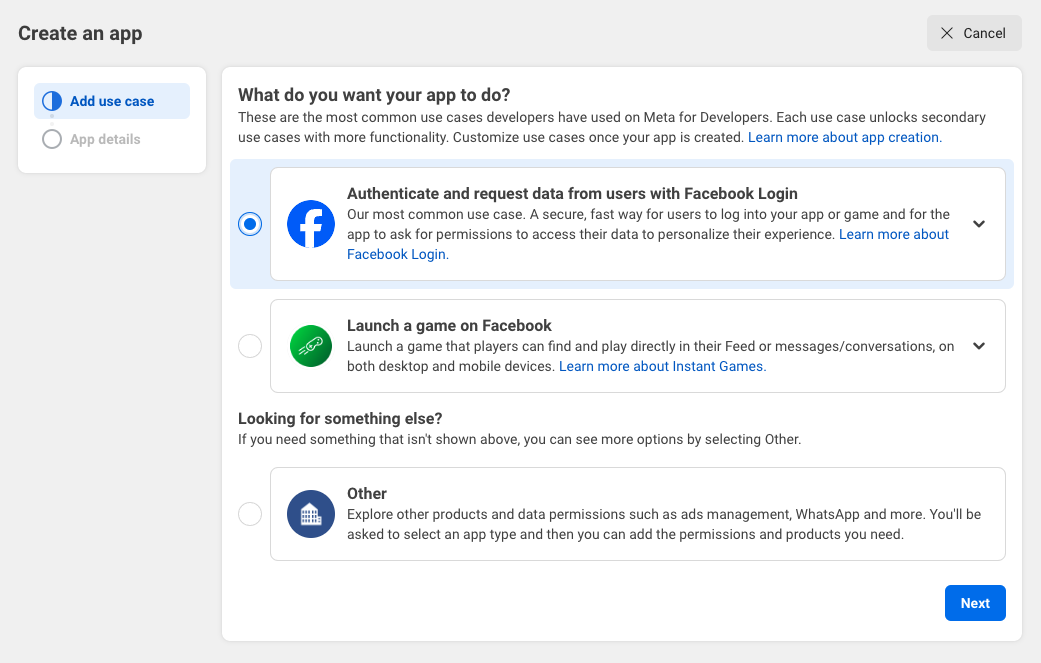 Create an app
Cancel
Add use case
App details
What do you want your app to do?
These are the most common use cases developers have used on Meta for Developers. Each use case unlocks secondary
use cases with more functionality. Customize use cases once your app is created. Learn more about app creation.
Authenticate and request data from users with Facebook Login
Our most common use case. A secure, fast way for users to log into your app or game and for the
app to ask for permissions to access their data to personalize their experience. Learn more about
Facebook Login.
Launch a game on Facebook
Launch a game that players can find and play directly in their Feed or messages/conversations, on
both desktop and mobile devices. Learn more about Instant Games.
Looking for something else?
If you need something that isn't shown above, you can see more options by selecting Other.
Other
Explore other products and data permissions such as ads management, WhatsApp and more. You'll be
asked to select an app type and then you can add the permissions and products you need.
Next